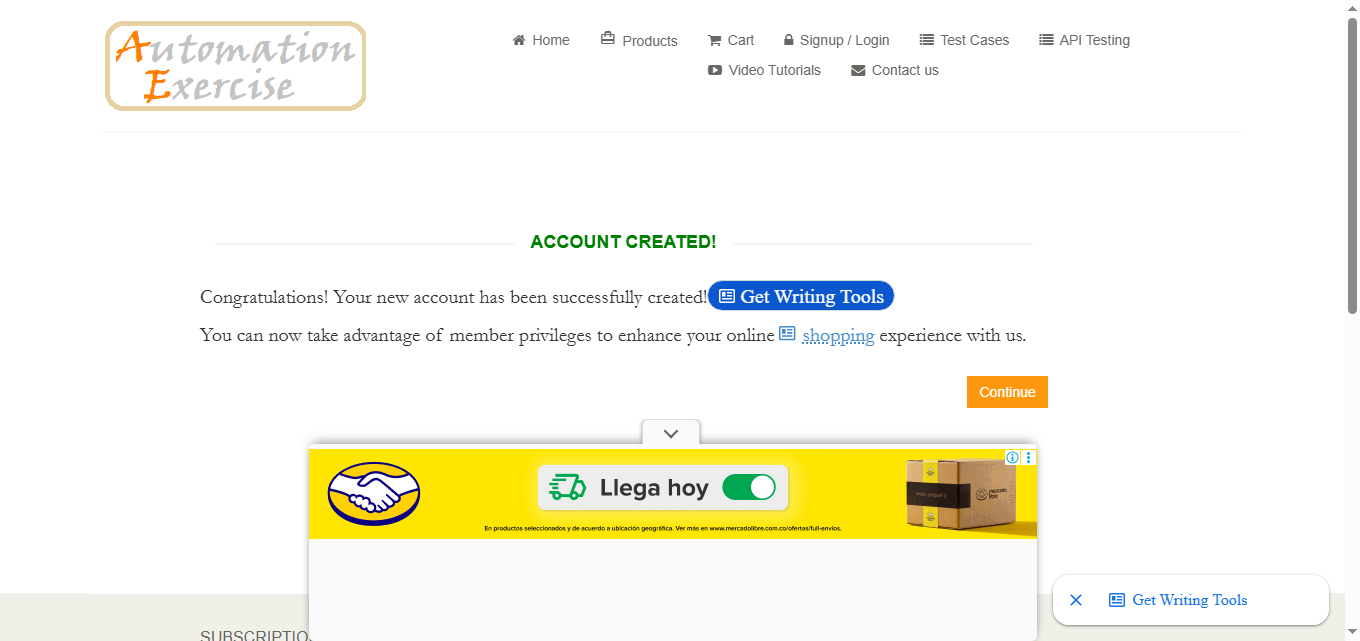 Automation
Exercise
Home
Products
Cart
Signup / Login
Test Cases
API Testing
Video Tutorials
Contact us
ACCOUNT CREATED!
Congratulations! Your new account has been successfully created! Get Writing Tools
You can now take advantage of member privileges to enhance your online shopping experience with us.
Continue
Llega hoy
En productos seleccionados y de acuerdo a ubicación geográfica. Ver más en www.mercadolibre.com.co/ofertas/full-envios.
mercado
libre
Get Writing Tools
SUBSCRIPTIO